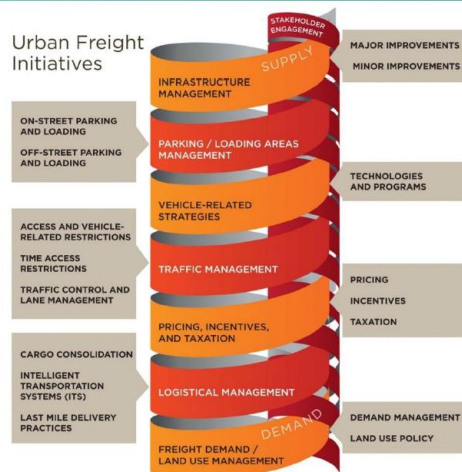 Urban Freight
Initiatives
STAKEHOLDER
ENGAGEMENT
SUPPLY
INFRASTRUCTURE
MANAGEMENT
MAJOR IMPROVEMENTS
MINOR IMPROVEMENTS
ON-STREET PARKING
AND LOADING
OFF-STREET PARKING
AND LOADING
PARKING / LOADING AREAS
MANAGEMENT
VEHICLE-RELATED
STRATEGIES
TECHNOLOGIES
AND PROGRAMS
ACCESS AND VEHICLE-
RELATED RESTRICTIONS
TIME ACCESS
RESTRICTIONS
TRAFFIC CONTROL AND
LANE MANAGEMENT
TRAFFIC MANAGEMENT
PRICING, INCENTIVES,
AND TAXATION
PRICING
INCENTIVES
TAXATION
CARGO CONSOLIDATION
INTELLIGENT
TRANSPORTATION
SYSTEMS (ITS)
LAST MILE DELIVERY
PRACTICES
LOGISTICAL MANAGEMENT
DEMAND
FREIGHT DEMAND /
LAND USE MANAGEMENT
DEMAND MANAGEMENT
LAND USE POLICY